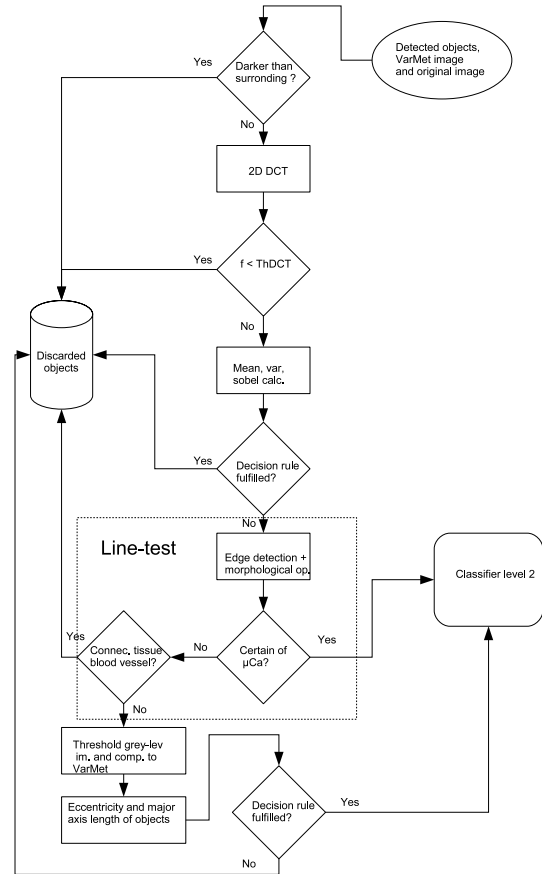 Detected objects,
VarMet image
and original image
Yes
Darker than
surronding ?
No
2D DCT
Yes
f < ThDCT
No
Discarded
objects
Mean, var,
sobel calc.
Yes
Decision rule
fulfilled?
No
Line-test
Edge detection +
morphological op.
Classifier level 2
Yes
Connec. tissue
blood vessel?
No
Certain of
µCa?
Yes
No
Threshold grey-lev
im. and comp. to
VarMet
Eccentricity and major
axis length of objects
Decision rule
fulfilled?
Yes
No